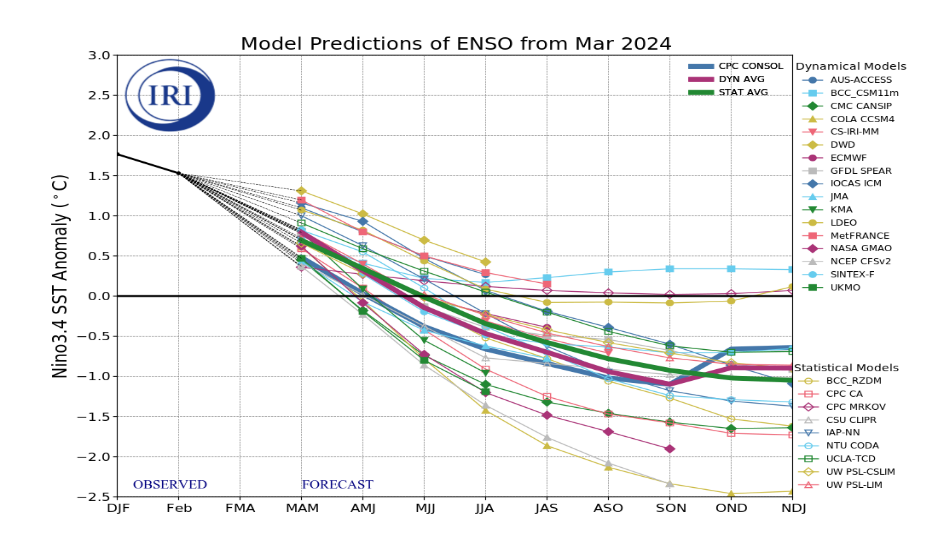 Model Predictions of ENSO from Mar 2024
Nino3.4 SST Anomaly (°C)
3.0
2.5
2.0
1.5
1.0
0.5
0.0
−0.5
−1.0
−1.5
−2.0
−2.5
IRI
CPC CONSOL
DYN AVG
STAT AVG
OBSERVED
FORECAST
DJF
Feb
FMA
MAM
AMJ
MJJ
JJA
JAS
ASO
SON
OND
NDJ
Dynamical Models
AUS-ACCESS
BCC_CSM11m
CMC CANSIP
COLA CCSM4
CS-IRI-MM
DWD
ECMWF
GFDL SPEAR
IOCAS ICM
JMA
KMA
LDEO
MetFRANCE
NASA GMAO
NCEP CFSv2
SINTEX-F
UKMO
Statistical Models
BCC_RZDM
CPC CA
CPC MRKOV
CSU CLIPR
IAP-NN
NTU CODA
UCLA-TCD
UW PSL-CSLIM
UW PSL-LIM